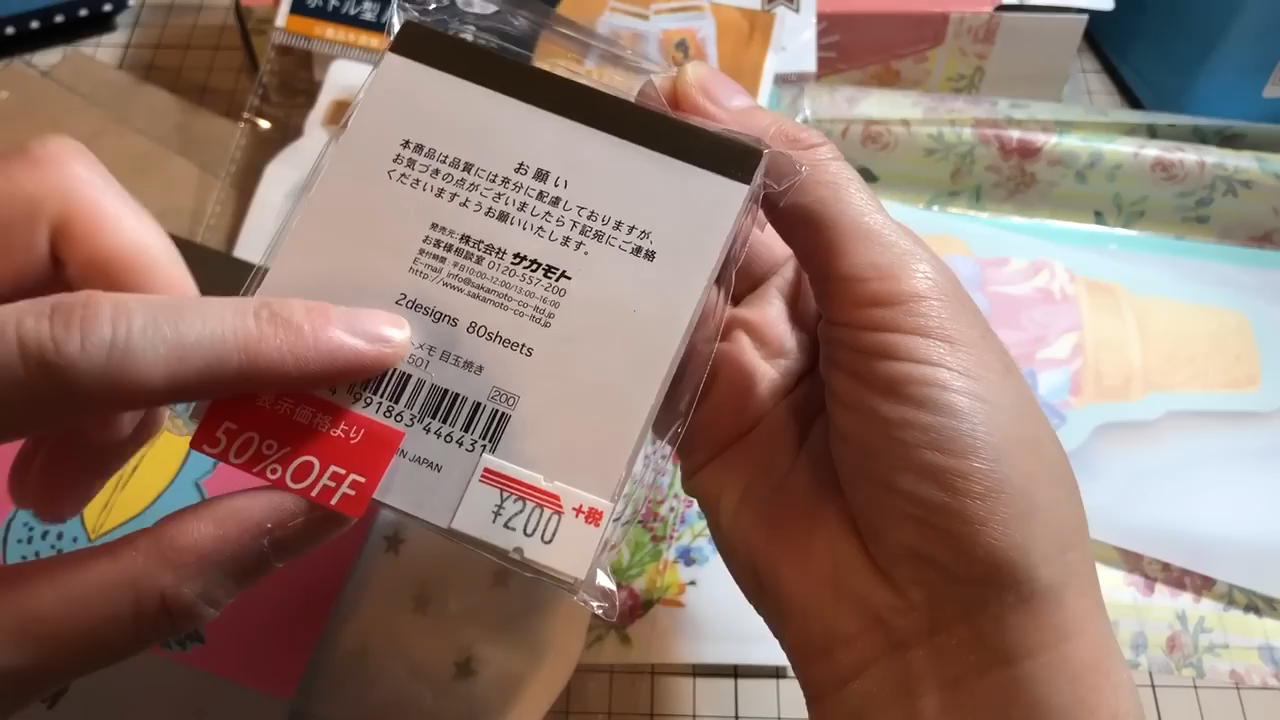 ボトル型
お願い
本商品は品質には充分に配慮しておりますが、
お気づきの点がございましたら下記宛にご連絡
くださいますようお願いいたします。
発売元:株式会社 サカモト
お客様相談室 0120-557-200
受付時間:平日10:00-12:00/13:00-16:00
E-mail info@sakamoto-co-ltd.jp
http://www.sakamoto-co-ltd.jp
2designs 80sheets
メモ 目玉焼き
501
200
4 991863 446431
IN JAPAN
表示価格より
50%OFF
¥200
+税